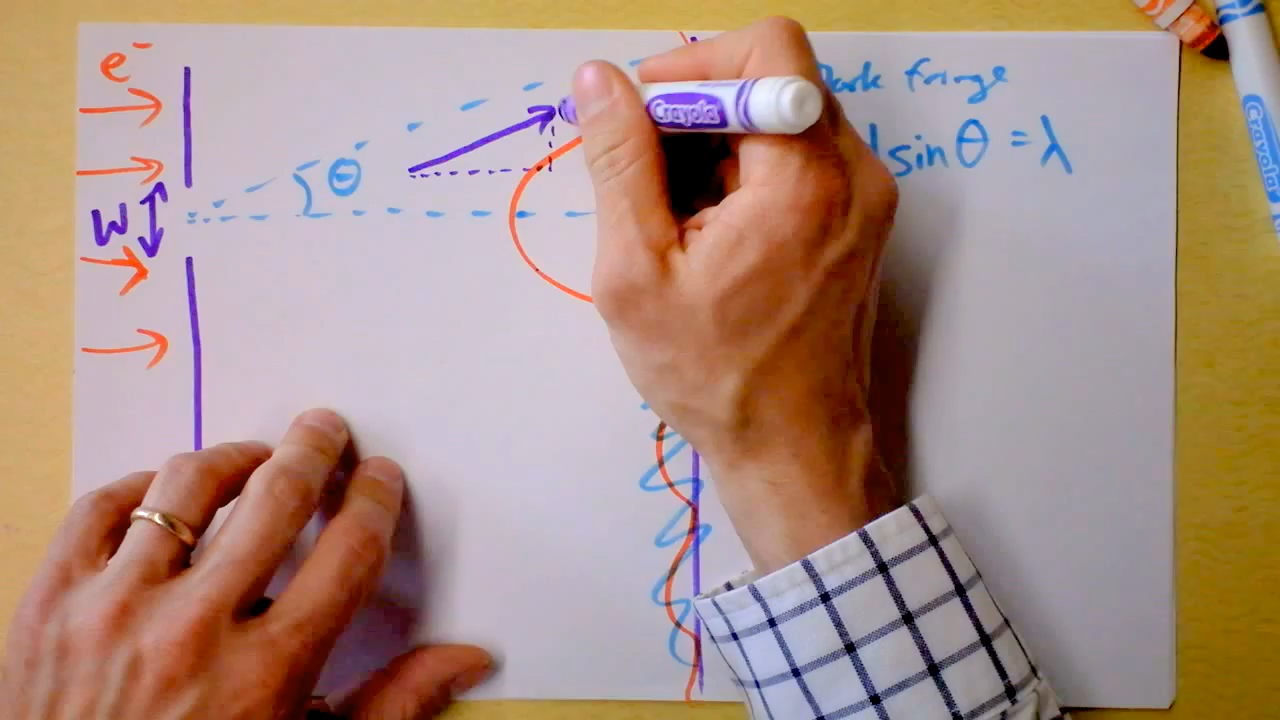 e⁻
W
θ
Dark fringe
sin θ = λ
Crayola
Crayola